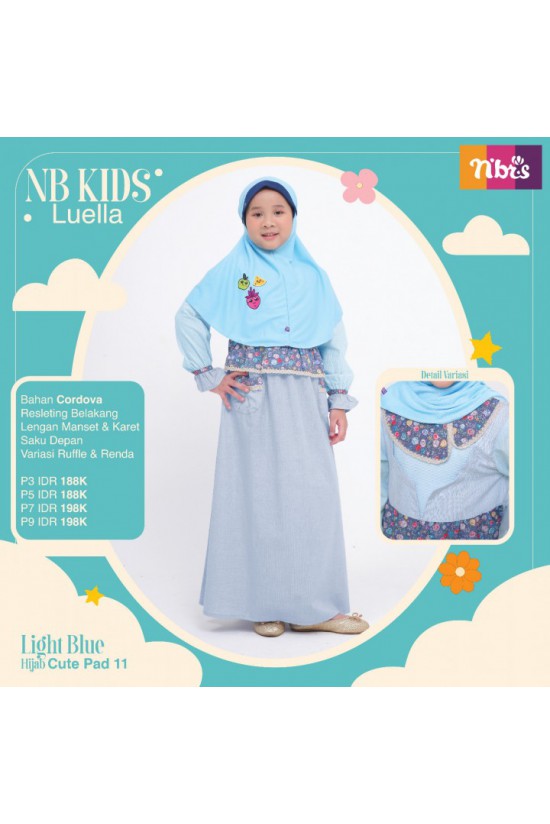 NB KIDS
Luella
nibr's
Detail Variasi
Bahan Cordova
Resleting Belakang
Lengan Manset & Karet
Saku Depan
Variasi Ruffle & Renda
P3 IDR 188K
P5 IDR 188K
P7 IDR 198K
P9 IDR 198K
Light Blue
Hijab Cute Pad 11